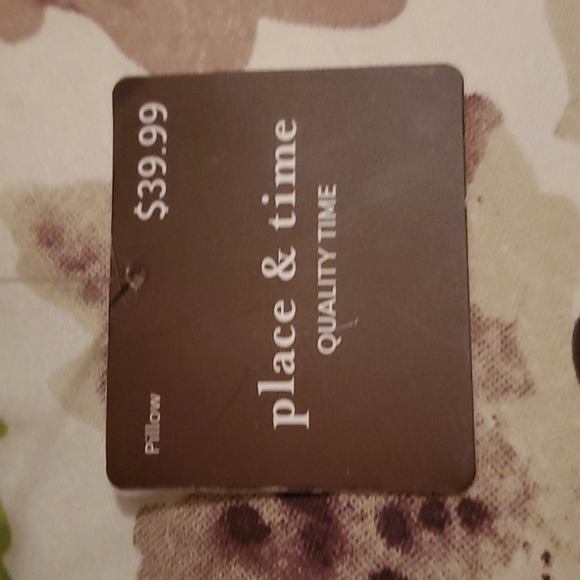 Pillow $39.99
place & time
QUALITY TIME